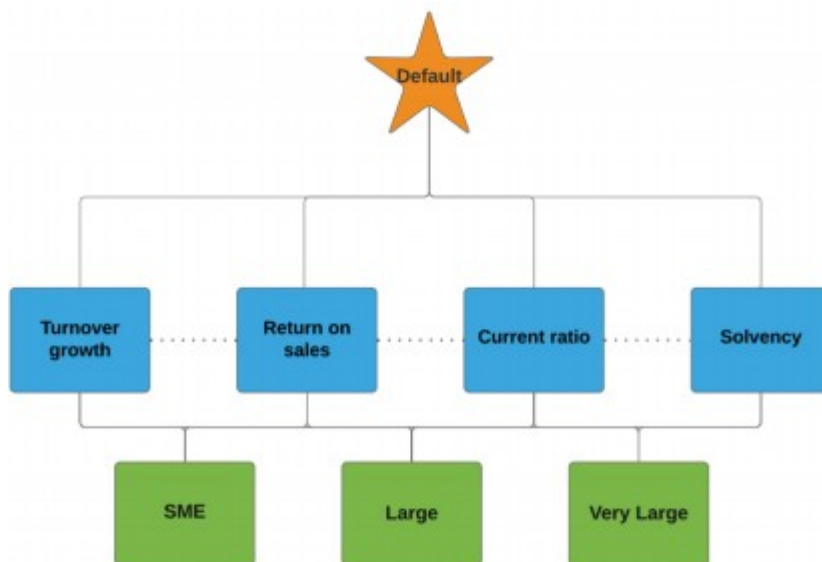 Default
Turnover
growth
Return on
sales
Current ratio
Solvency
SME
Large
Very Large